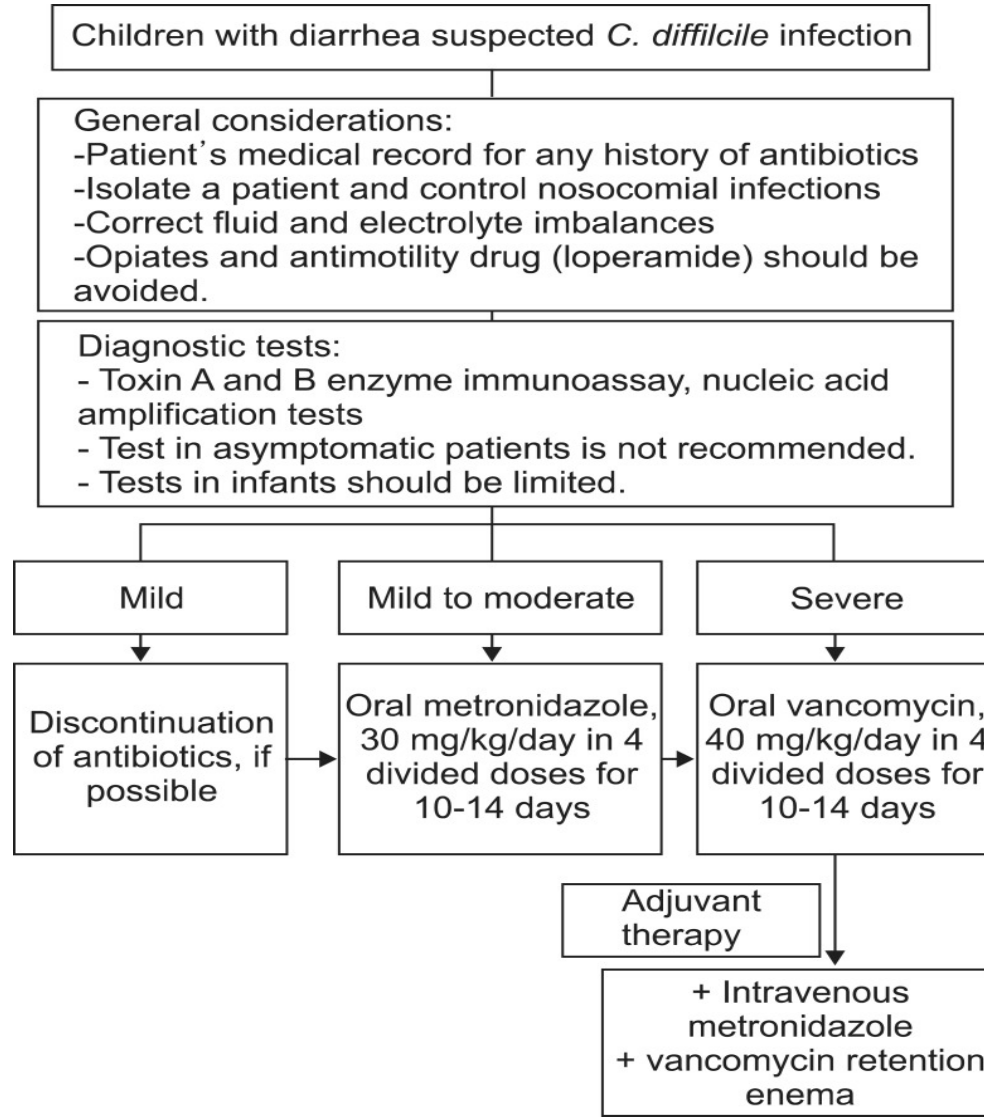 Children with diarrhea suspected C. diffilcile infection
General considerations:
-Patient's medical record for any history of antibiotics
-Isolate a patient and control nosocomial infections
-Correct fluid and electrolyte imbalances
-Opiates and antimotility drug (loperamide) should be
avoided.
Diagnostic tests:
- Toxin A and B enzyme immunoassay, nucleic acid
amplification tests
- Test in asymptomatic patients is not recommended.
- Tests in infants should be limited.
Mild
Mild to moderate
Severe
Discontinuation
of antibiotics, if
possible
Oral metronidazole,
30 mg/kg/day in 4
divided doses for
10-14 days
Oral vancomycin,
40 mg/kg/day in 4
divided doses for
10-14 days
Adjuvant
therapy
+ Intravenous
metronidazole
+ vancomycin retention
enema